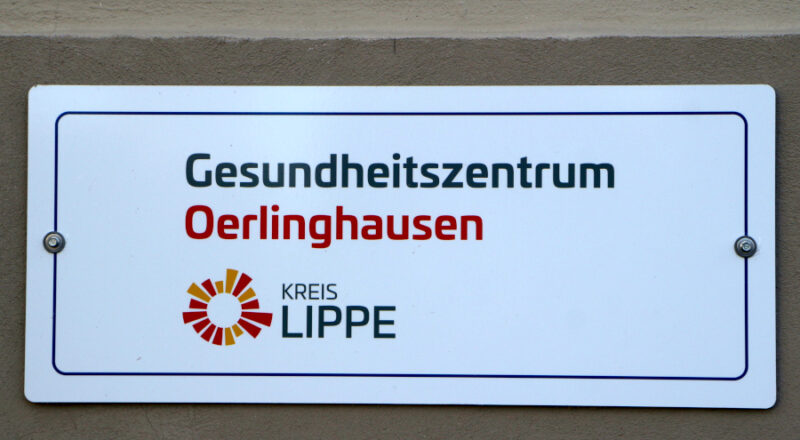 Gesundheitszentrum
Oerlinghausen
KREIS
LIPPE